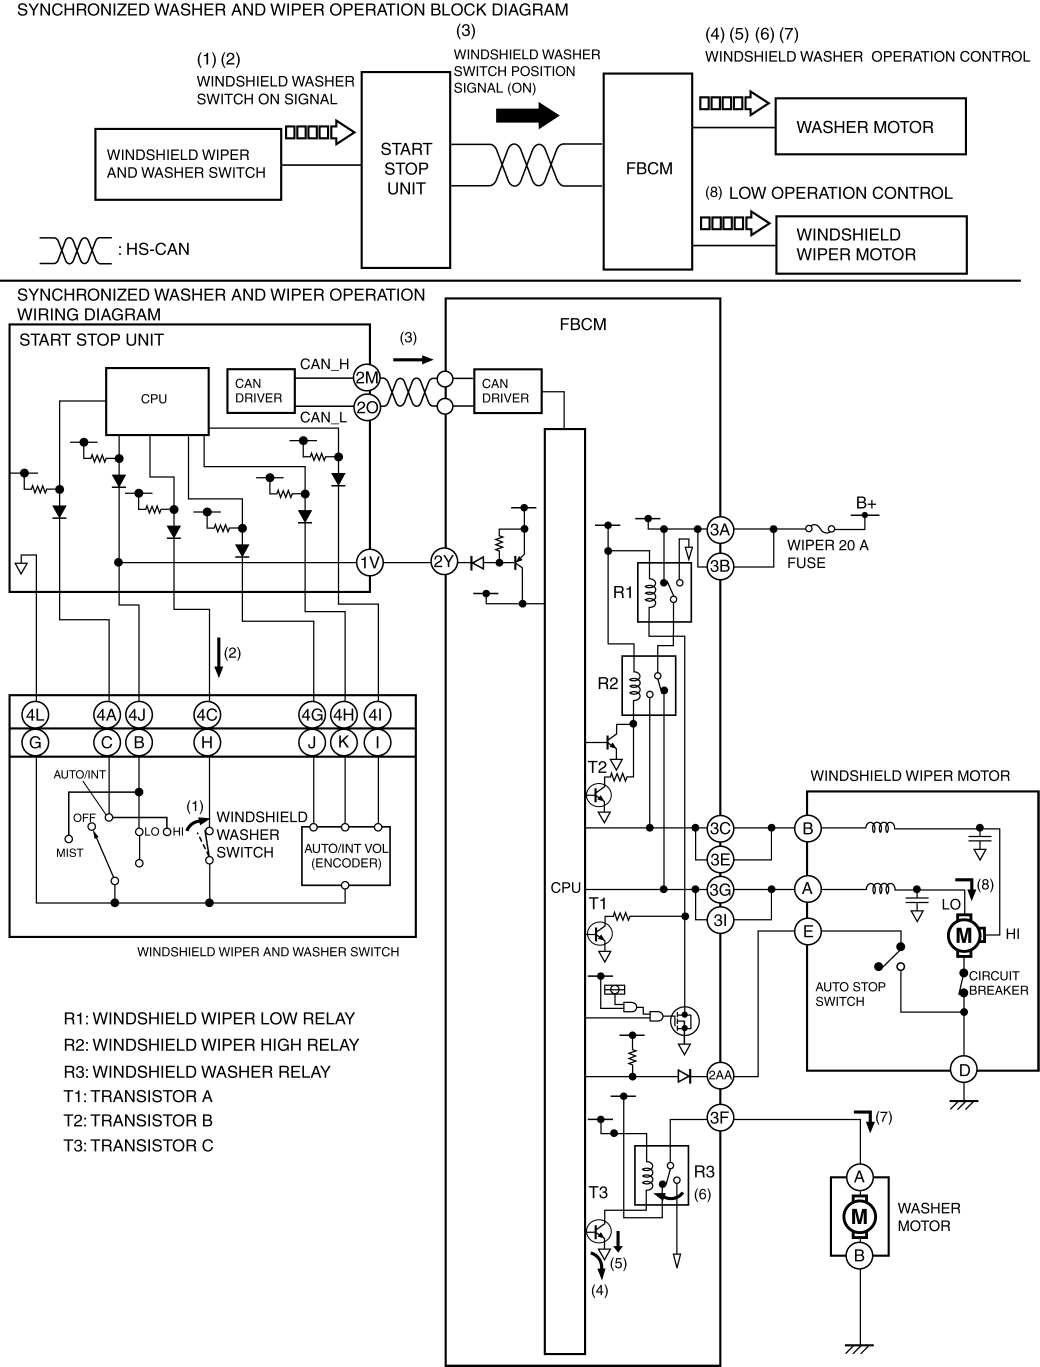 SYNCHRONIZED WASHER AND WIPER OPERATION BLOCK DIAGRAM
(1) (2)
WINDSHIELD WASHER
SWITCH ON SIGNAL
(3)
WINDSHIELD WASHER
SWITCH POSITION
SIGNAL (ON)
(4) (5) (6) (7)
WINDSHIELD WASHER OPERATION CONTROL
WINDSHIELD WIPER
AND WASHER SWITCH
START
STOP
UNIT
FBCM
WASHER MOTOR
(8) LOW OPERATION CONTROL
WINDSHIELD
WIPER MOTOR
: HS-CAN
SYNCHRONIZED WASHER AND WIPER OPERATION
WIRING DIAGRAM
START STOP UNIT
CPU
CAN
DRIVER
CAN_H
CAN_L
2M
2O
(3)
FBCM
CAN
DRIVER
1V
2Y
B+
3A
3B
WIPER 20 A
FUSE
R1
R2
T2
(2)
4L
4A
4J
4C
4G
4H
4I
G
C
B
H
J
K
I
AUTO/INT
OFF
MIST
LO
HI
(1)
WINDSHIELD
WASHER
SWITCH
AUTO/INT VOL
(ENCODER)
WINDSHIELD WIPER AND WASHER SWITCH
CPU
T1
3C
3E
3G
3I
WINDSHIELD WIPER MOTOR
B
A
E
(8)
LO
M
HI
CIRCUIT
BREAKER
AUTO STOP
SWITCH
D
2AA
3F
(7)
R3
(6)
T3
(5)
(4)
A
M
B
WASHER
MOTOR
R1: WINDSHIELD WIPER LOW RELAY
R2: WINDSHIELD WIPER HIGH RELAY
R3: WINDSHIELD WASHER RELAY
T1: TRANSISTOR A
T2: TRANSISTOR B
T3: TRANSISTOR C